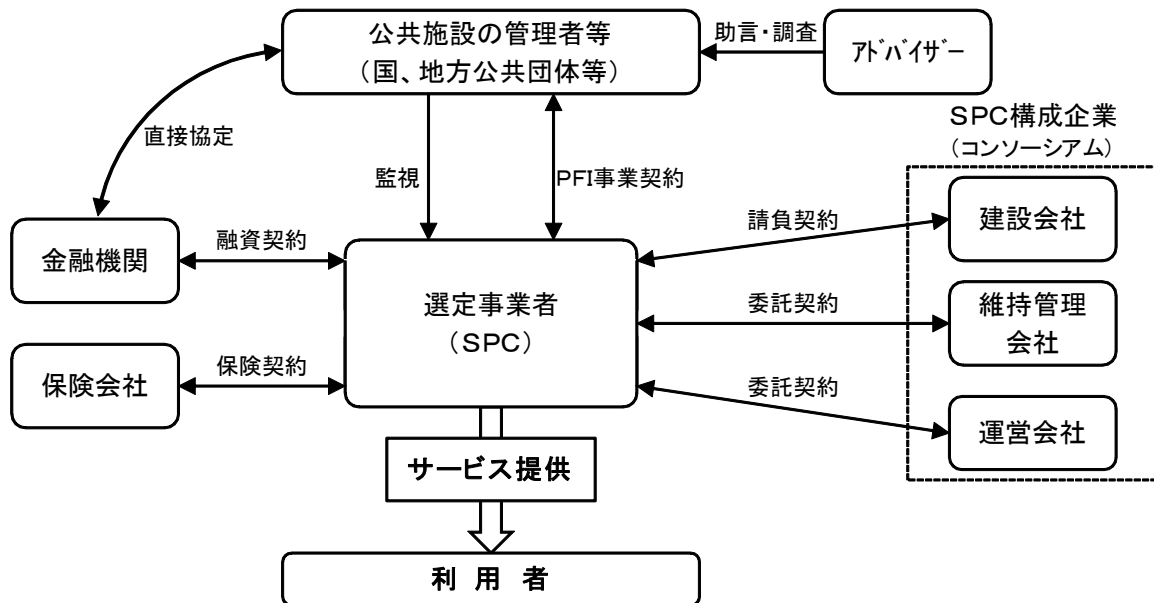 公共施設の管理者等
(国、地方公共団体等)
助言・調査
ｱﾄﾞﾊﾞｲｻﾞｰ
直接協定
SPC構成企業
(コンソーシアム)
監視
PFI事業契約
金融機関
融資契約
請負契約
建設会社
選定事業者
(SPC)
委託契約
維持管理
会社
保険会社
保険契約
委託契約
運営会社
サービス提供
利 用 者